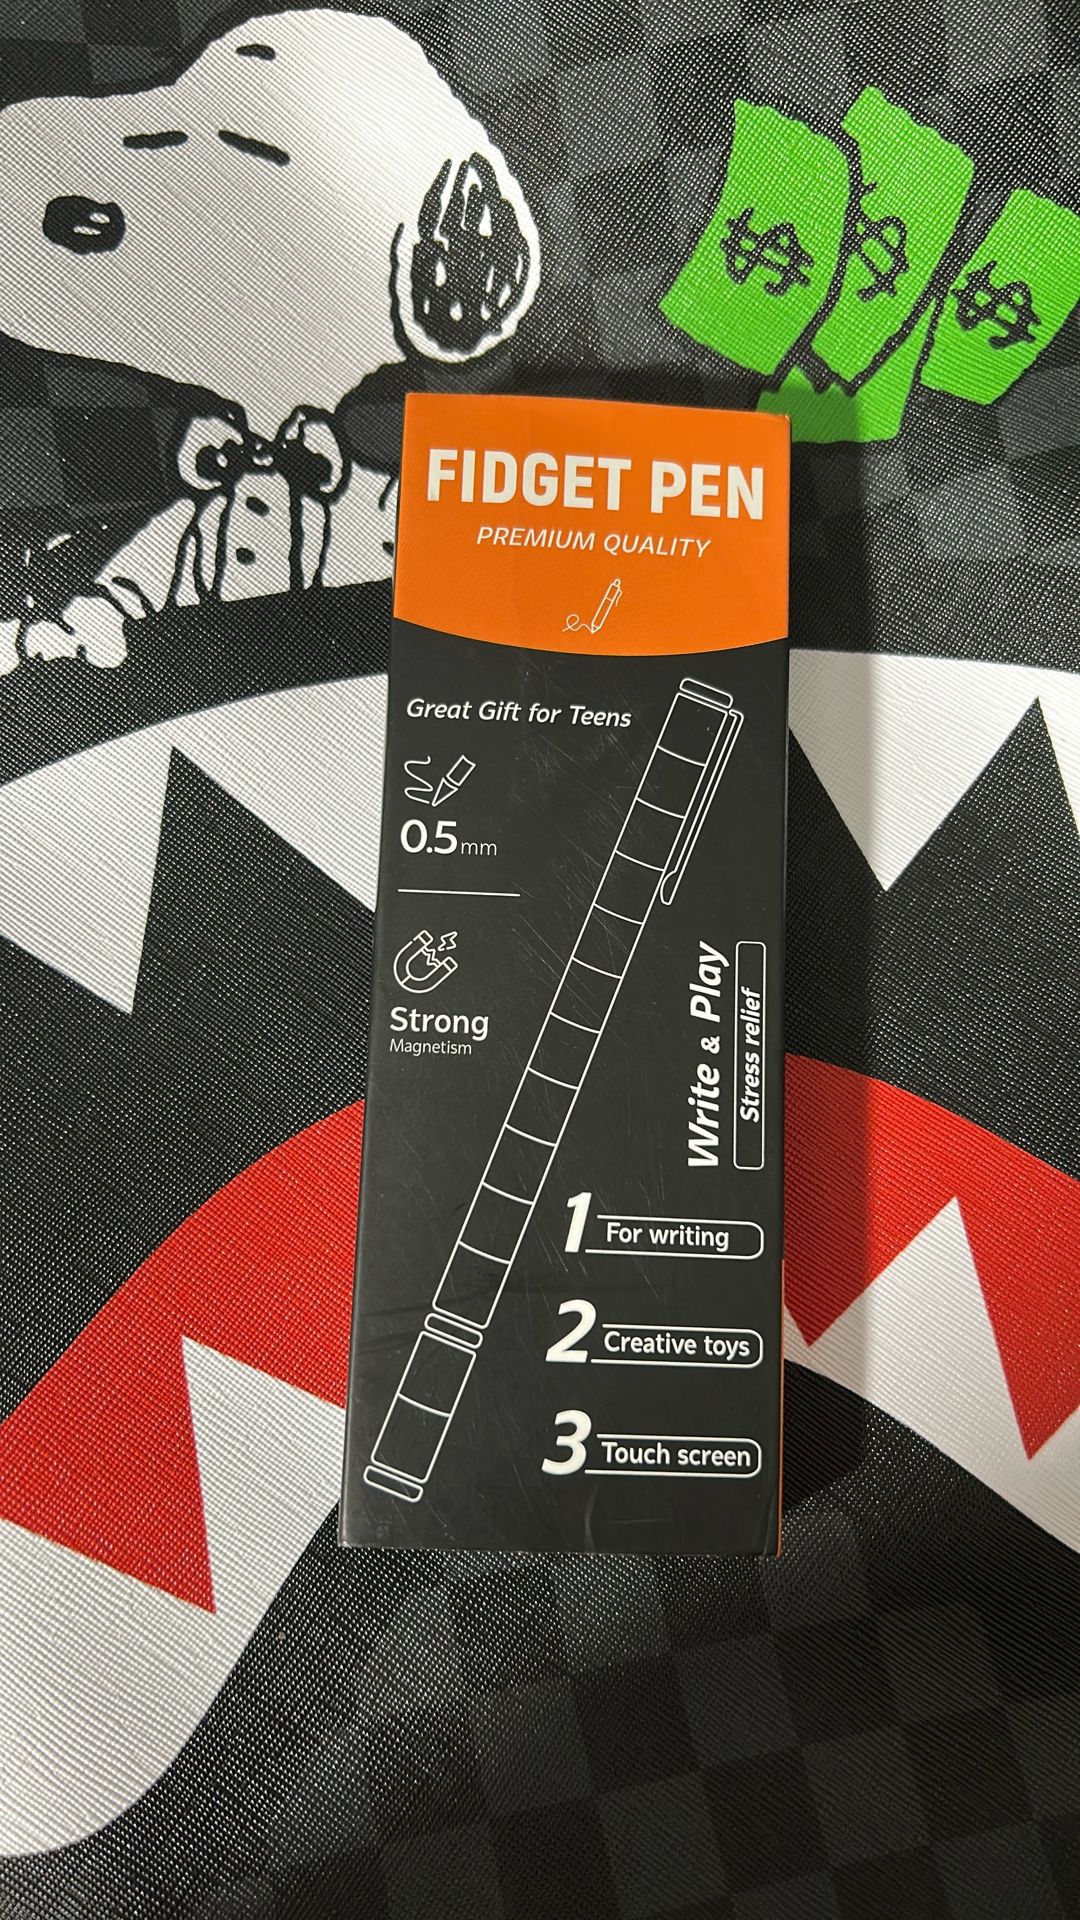 FIDGET PEN
PREMIUM QUALITY
Great Gift for Teens
0.5mm
Strong
Magnetism
Write & Play
Stress relief
1 For writing
2 Creative toys
3 Touch screen
$ $ $